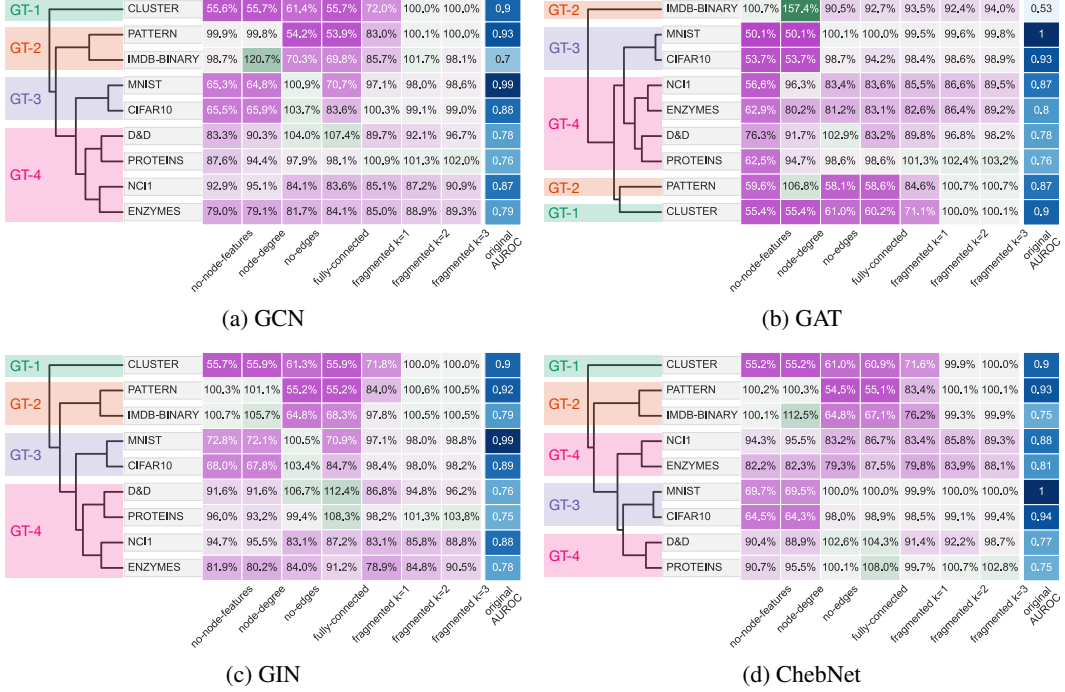 GT-1 CLUSTER 55.6% 55.7% 61.4% 55.7% 72.0% 100.0% 100.0% 0.9
GT-2 PATTERN 99.9% 99.8% 54.2% 53.9% 83.0% 100.1% 100.0% 0.93
IMDB-BINARY 98.7% 120.7% 70.3% 69.8% 85.7% 101.7% 98.1% 0.7
GT-3 MNIST 65.3% 64.8% 100.9% 70.7% 97.1% 98.0% 98.6% 0.99
CIFAR10 65.5% 65.9% 103.7% 83.6% 100.3% 99.1% 99.0% 0.88
GT-4 D&D 83.3% 90.3% 104.0% 107.4% 89.7% 92.1% 96.7% 0.78
PROTEINS 87.6% 94.4% 97.9% 98.1% 100.9% 101.3% 102.0% 0.76
NCI1 92.9% 95.1% 84.1% 83.6% 85.1% 87.2% 90.9% 0.87
ENZYMES 79.0% 79.1% 81.7% 84.1% 85.0% 88.9% 89.3% 0.79
no-node-features node-degree no-edges fully-connected fragmented k=1 fragmented k=2 fragmented k=3 original AUROC
(a) GCN
GT-2 IMDB-BINARY 100.7% 157.4% 90.5% 92.7% 93.5% 92.4% 94.0% 0.53
GT-3 MNIST 50.1% 50.1% 100.1% 100.0% 99.5% 99.6% 99.8% 1
CIFAR10 53.7% 53.7% 98.7% 94.2% 98.4% 98.6% 98.9% 0.93
GT-4 NCI1 56.6% 96.3% 83.4% 83.6% 85.5% 86.6% 89.5% 0.87
ENZYMES 62.9% 80.2% 81.2% 83.1% 82.6% 86.4% 89.2% 0.8
D&D 76.3% 91.7% 102.9% 83.2% 89.8% 96.8% 98.2% 0.78
PROTEINS 62.5% 94.7% 98.6% 98.6% 101.3% 102.4% 103.2% 0.76
GT-2 PATTERN 59.6% 106.8% 58.1% 58.6% 84.6% 100.7% 100.7% 0.87
GT-1 CLUSTER 55.4% 55.4% 61.0% 60.2% 71.1% 100.0% 100.1% 0.9
no-node-features node-degree no-edges fully-connected fragmented k=1 fragmented k=2 fragmented k=3 original AUROC
(b) GAT
GT-1 CLUSTER 55.7% 55.9% 61.3% 55.9% 71.8% 100.0% 100.0% 0.9
GT-2 PATTERN 100.3% 101.1% 55.2% 55.2% 84.0% 100.6% 100.5% 0.92
IMDB-BINARY 100.7% 105.7% 64.8% 68.3% 97.8% 100.5% 100.5% 0.79
GT-3 MNIST 72.8% 72.1% 100.5% 70.9% 97.1% 98.0% 98.8% 0.99
CIFAR10 68.0% 67.8% 103.4% 84.7% 98.4% 98.0% 98.2% 0.89
GT-4 D&D 91.6% 91.6% 106.7% 112.4% 86.8% 94.8% 96.2% 0.76
PROTEINS 96.0% 93.2% 99.4% 108.3% 98.2% 101.3% 103.8% 0.75
NCI1 94.7% 95.5% 83.1% 87.2% 83.1% 85.8% 88.8% 0.88
ENZYMES 81.9% 80.2% 84.0% 91.2% 78.9% 84.8% 90.5% 0.78
no-node-features node-degree no-edges fully-connected fragmented k=1 fragmented k=2 fragmented k=3 original AUROC
(c) GIN
GT-1 CLUSTER 55.2% 55.2% 61.0% 60.9% 71.6% 99.9% 100.0% 0.9
GT-2 PATTERN 100.2% 100.3% 54.5% 55.1% 83.4% 100.1% 100.1% 0.93
IMDB-BINARY 100.1% 112.5% 64.8% 67.1% 76.2% 99.3% 99.9% 0.75
GT-4 NCI1 94.3% 95.5% 83.2% 86.7% 83.4% 85.8% 89.3% 0.88
ENZYMES 82.2% 82.3% 79.3% 87.5% 79.8% 83.9% 88.1% 0.81
GT-3 MNIST 69.7% 69.5% 100.0% 100.0% 99.9% 100.0% 100.0% 1
CIFAR10 64.5% 64.3% 98.0% 98.9% 98.5% 99.1% 99.4% 0.94
GT-4 D&D 90.4% 88.9% 102.6% 104.3% 91.4% 92.2% 98.7% 0.77
PROTEINS 90.7% 95.5% 100.1% 108.0% 99.7% 100.7% 102.8% 0.75
no-node-features node-degree no-edges fully-connected fragmented k=1 fragmented k=2 fragmented k=3 original AUROC
(d) ChebNet